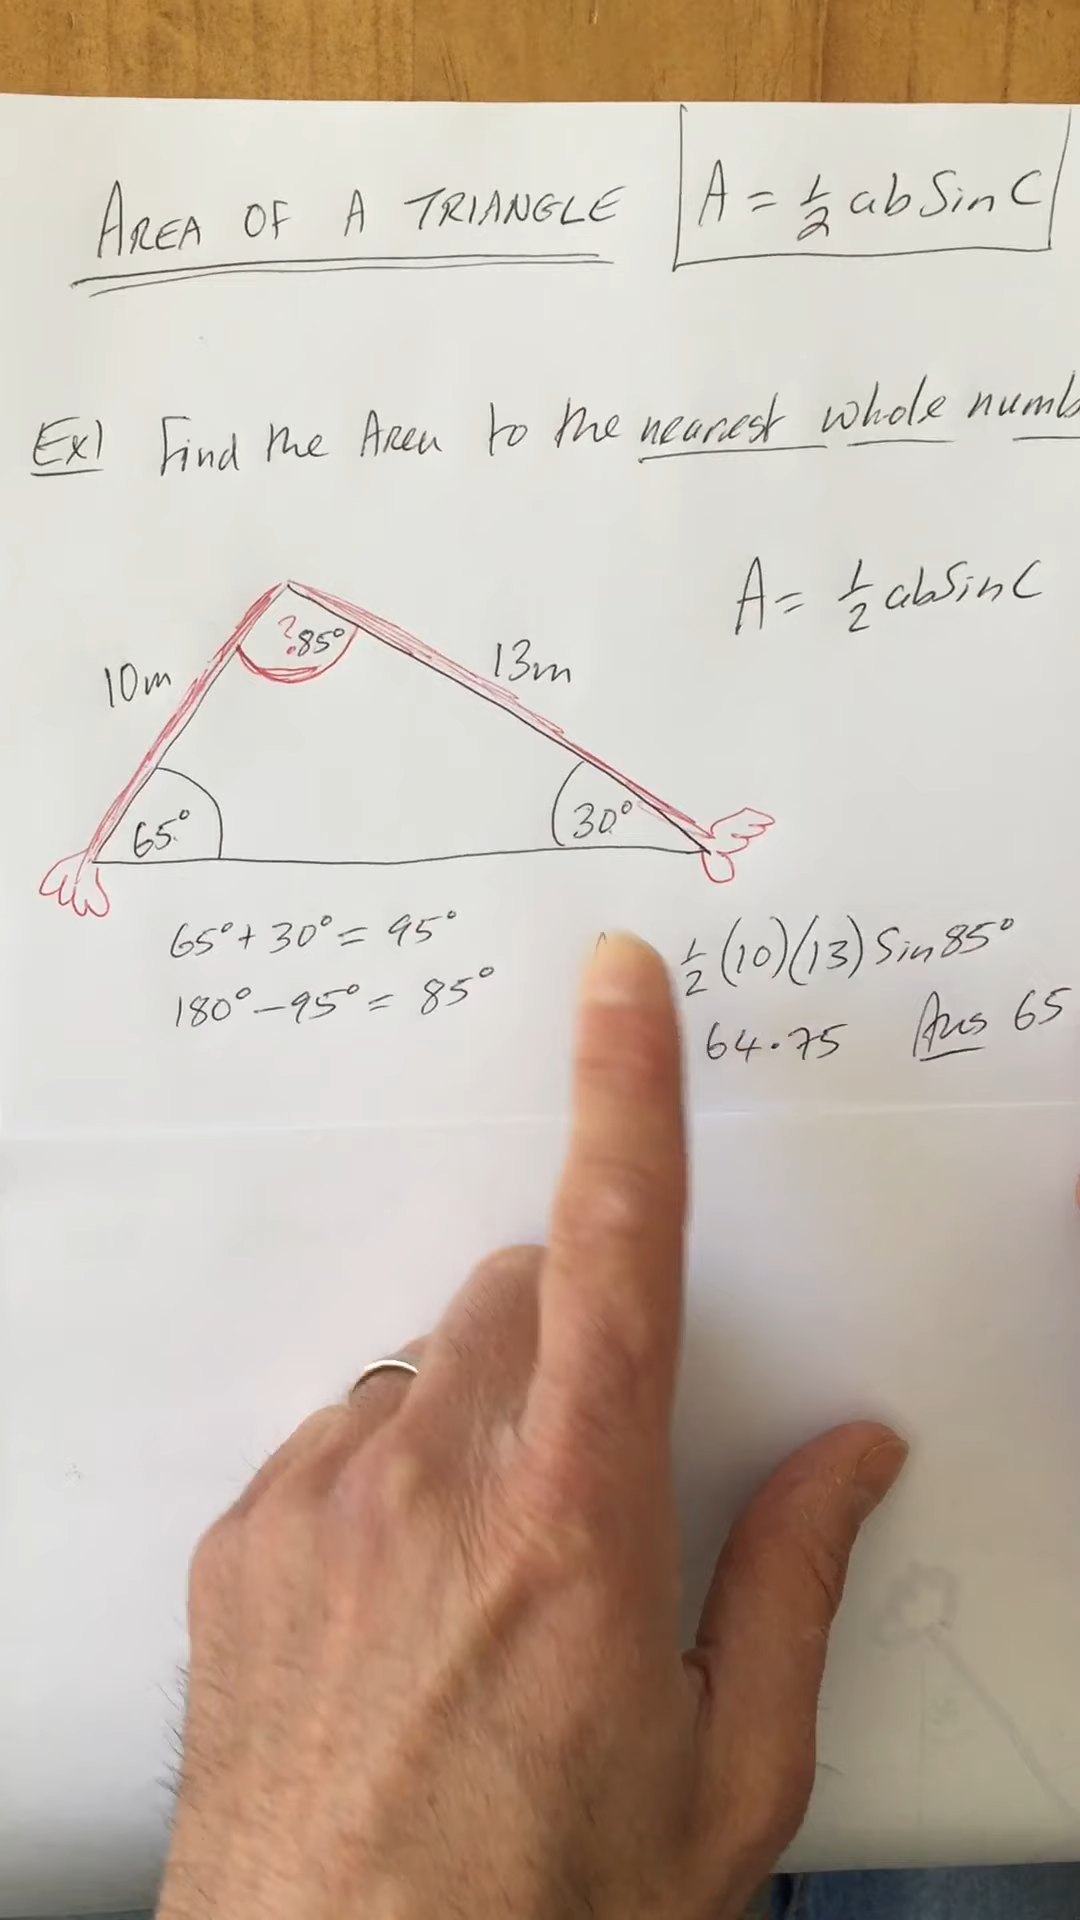 AREA OF A TRIANGLE
A = ½ ab Sin C
Ex1 Find the Area to the nearest whole numb
A = ½ ab Sin C
?
85°
10m
13m
65°
30°
65° + 30° = 95°
180° - 95° = 85°
½ (10)(13) Sin 85°
64.75 Ans 65